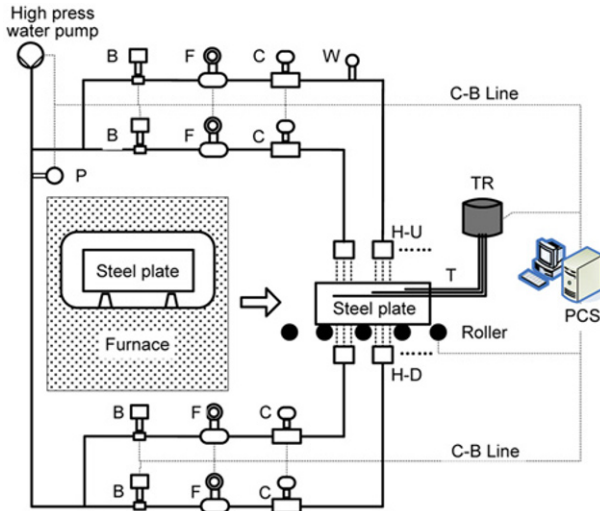 High press
water pump
B
F
C
W
C-B Line
B
F
C
P
TR
H-U
Steel plate
T
Steel plate
PCS
Roller
Furnace
H-D
B
F
C
C-B Line
B
F
C